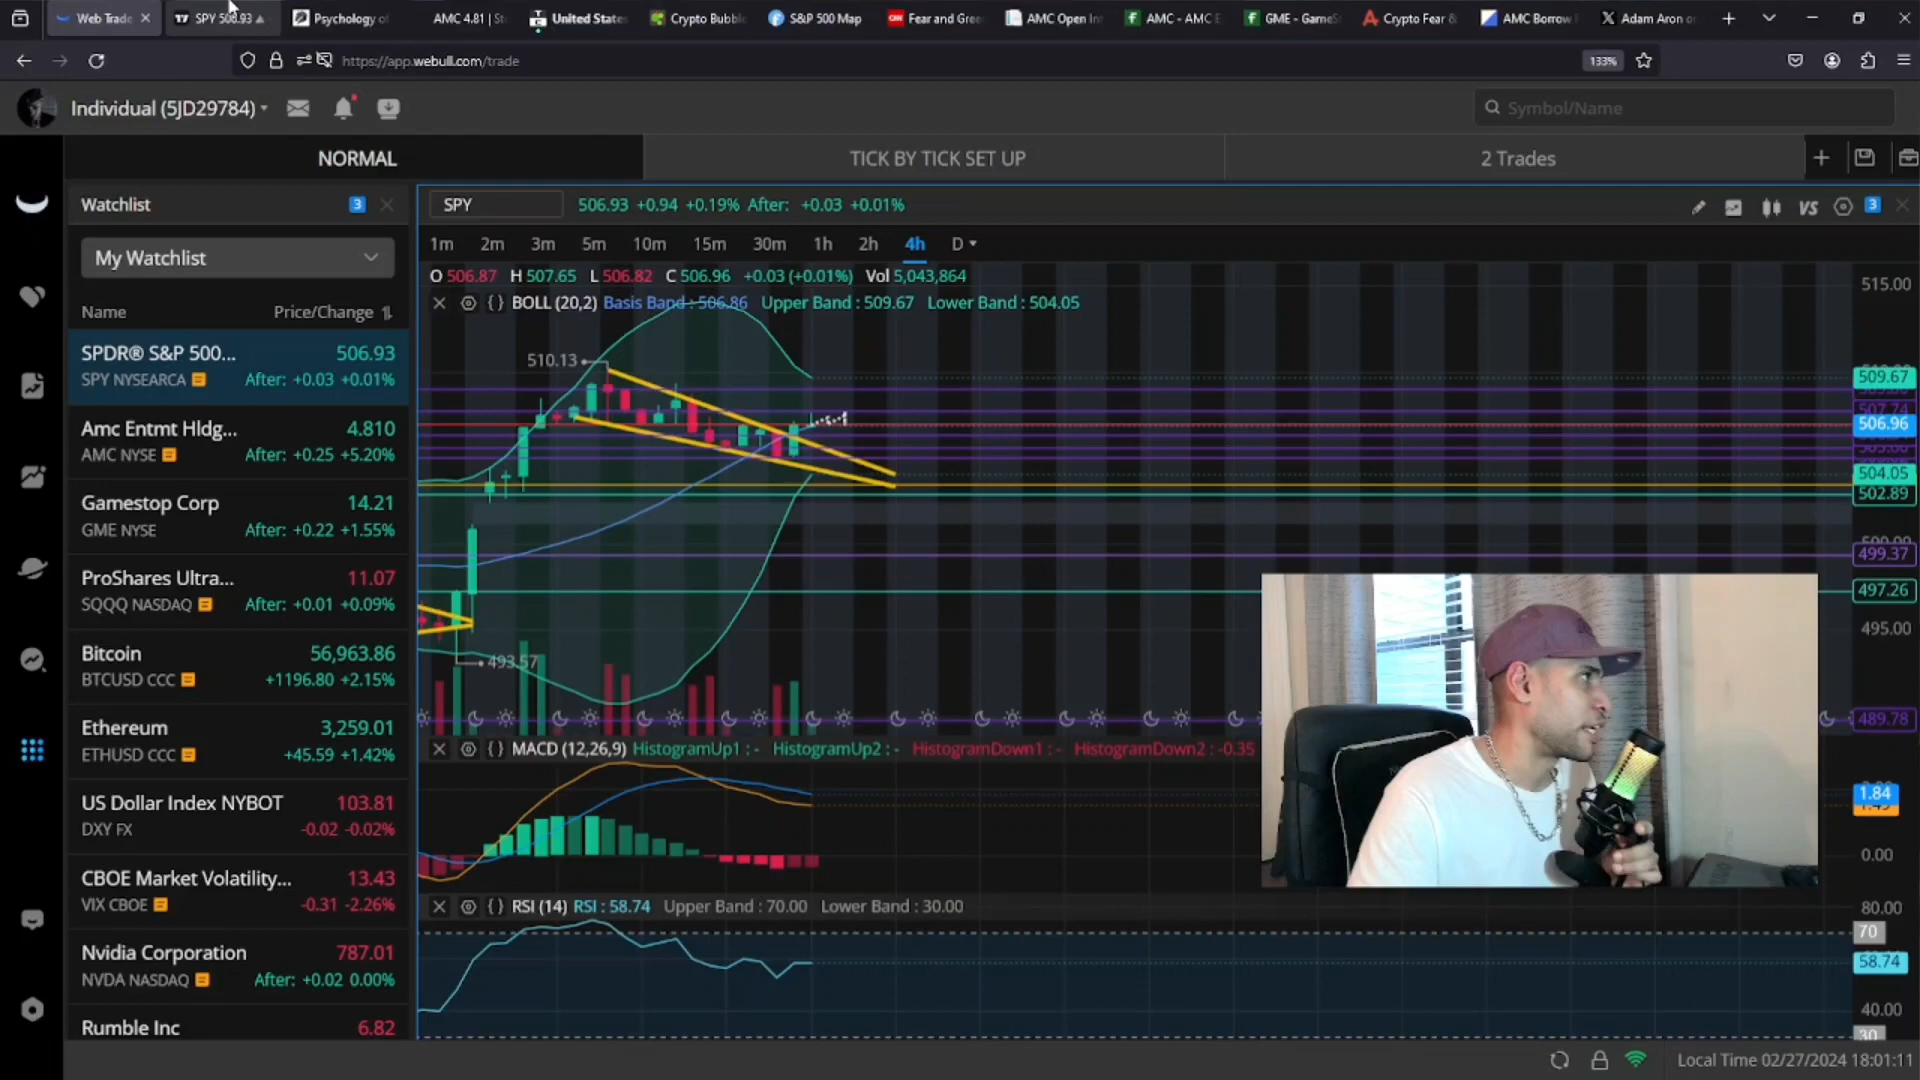 Web Trade
SPY 506.93
Psychology of
AMC 4.81 | St
United State
Crypto Bubbl
S&P 500 Map
Fear and Gree
AMC Open In
AMC - AMC E
GME - GameS
Crypto Fear &
AMC Borrow
Adam Aron on
https://app.webull.com/trade
133%
Individual (5JD29784)
Symbol/Name
NORMAL
TICK BY TICK SET UP
2 Trades
Watchlist 3
My Watchlist
Name Price/Change
SPDR® S&P 500... 506.93
SPY NYSEARCA After: +0.03 +0.01%
Amc Entmt Hldg... 4.810
AMC NYSE After: +0.25 +5.20%
Gamestop Corp 14.21
GME NYSE After: +0.22 +1.55%
ProShares Ultra... 11.07
SQQQ NASDAQ After: +0.01 +0.09%
Bitcoin 56,963.86
BTCUSD CCC +1196.80 +2.15%
Ethereum 3,259.01
ETHUSD CCC +45.59 +1.42%
US Dollar Index NYBOT 103.81
DXY FX -0.02 -0.02%
CBOE Market Volatility... 13.43
VIX CBOE -0.31 -2.26%
Nvidia Corporation 787.01
NVDA NASDAQ After: +0.02 0.00%
Rumble Inc 6.82
SPY 506.93 +0.94 +0.19% After: +0.03 +0.01%
VS 3
1m 2m 3m 5m 10m 15m 30m 1h 2h 4h D
O 506.87 H 507.65 L 506.82 C 506.96 +0.03 (+0.01%) Vol 5,043,864
BOLL (20,2) Basis Band : 506.86 Upper Band : 509.67 Lower Band : 504.05
515.00
510.13
509.67
507.74
506.96
504.05
502.89
499.37
497.26
495.00
493.57
489.78
MACD (12,26,9) HistogramUp1 : - HistogramUp2 : - HistogramDown1 : - HistogramDown2 : -0.35
1.84
0.00
RSI (14) RSI : 58.74 Upper Band : 70.00 Lower Band : 30.00
80.00
70
58.74
40.00
30
Local Time 02/27/2024 18:01:11